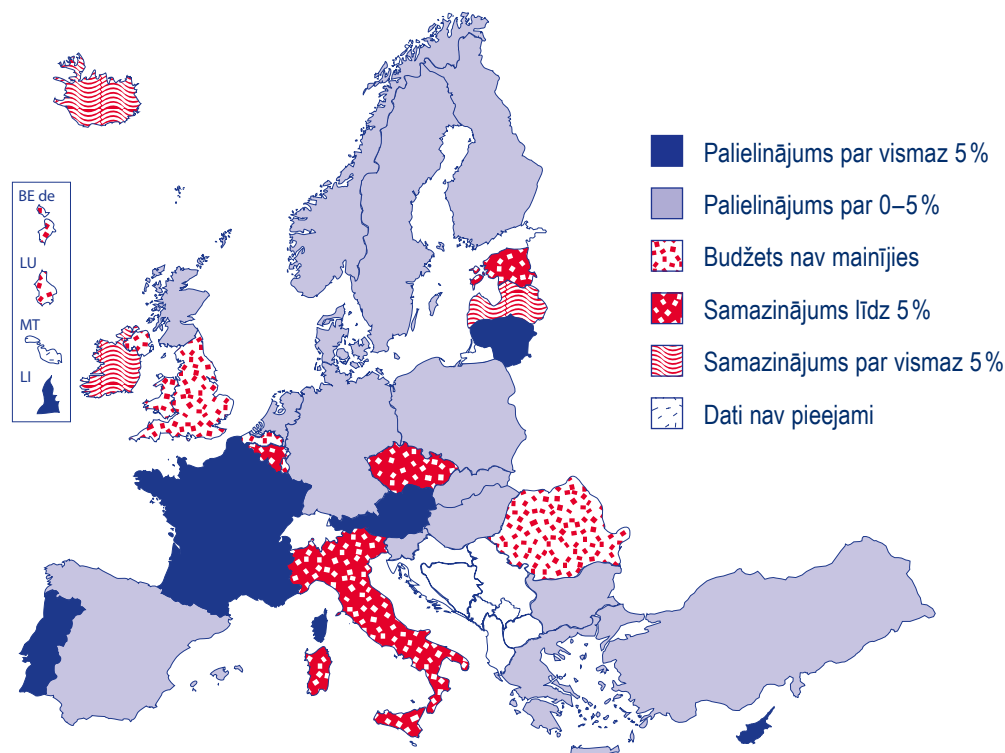 BE de
LU
MT
LI
Palielinājums par vismaz 5 %
Palielinājums par 0–5 %
Budžets nav mainījies
Samazinājums līdz 5 %
Samazinājums par vismaz 5 %
Dati nav pieejami